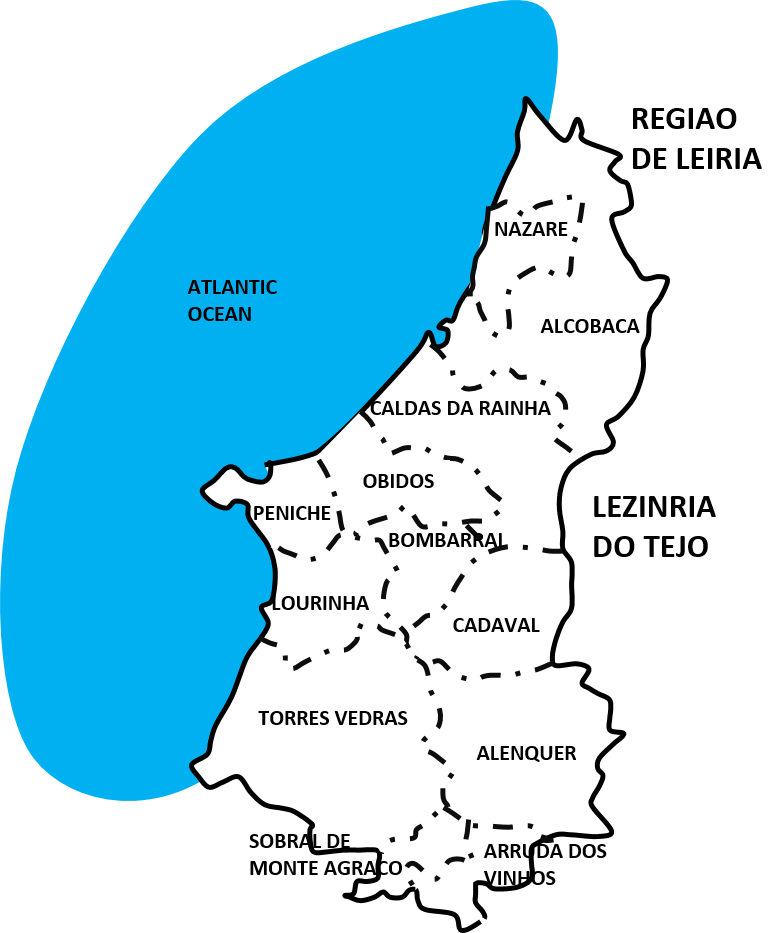 REGIAO
DE LEIRIA
NAZARE
ATLANTIC
OCEAN
ALCOBACA
CALDAS DA RAINHA
OBIDOS
PENICHE
LEZINRIA
DO TEJO
BOMBARRAL
LOURINHA
CADAVAL
TORRES VEDRAS
ALENQUER
SOBRAL DE
MONTE AGRACO
ARRUDA DOS
VINHOS